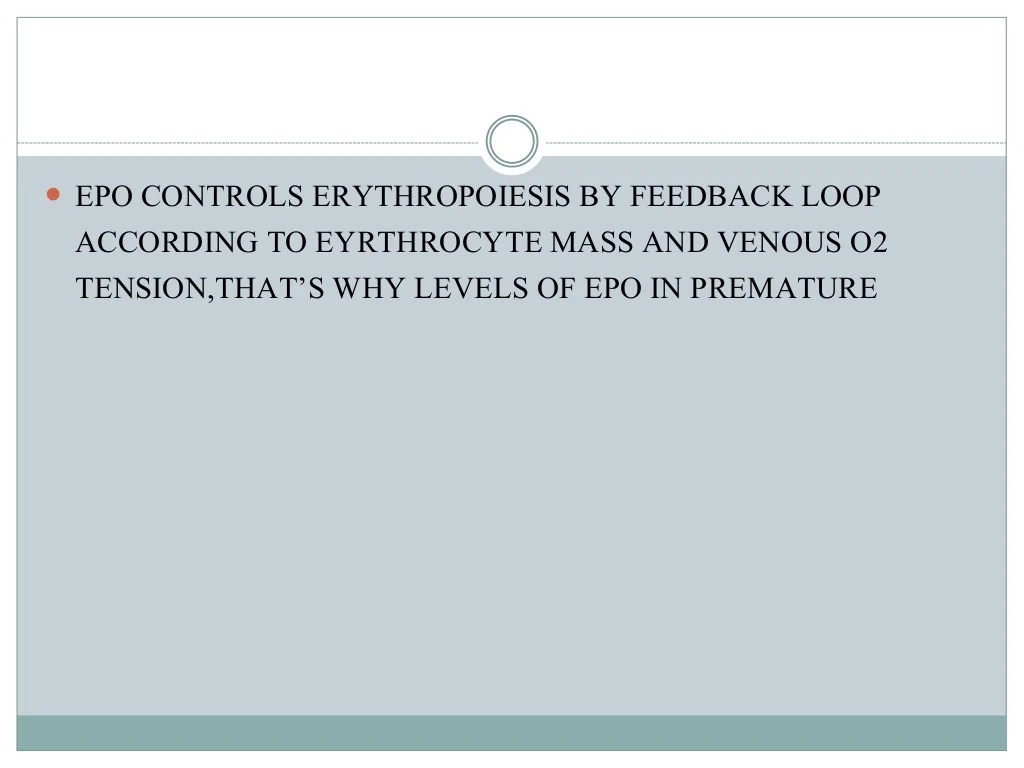 EPO CONTROLS ERYTHROPOIESIS BY FEEDBACK LOOP
ACCORDING TO EYRTHROCYTE MASS AND VENOUS O2
TENSION,THAT’S WHY LEVELS OF EPO IN PREMATURE